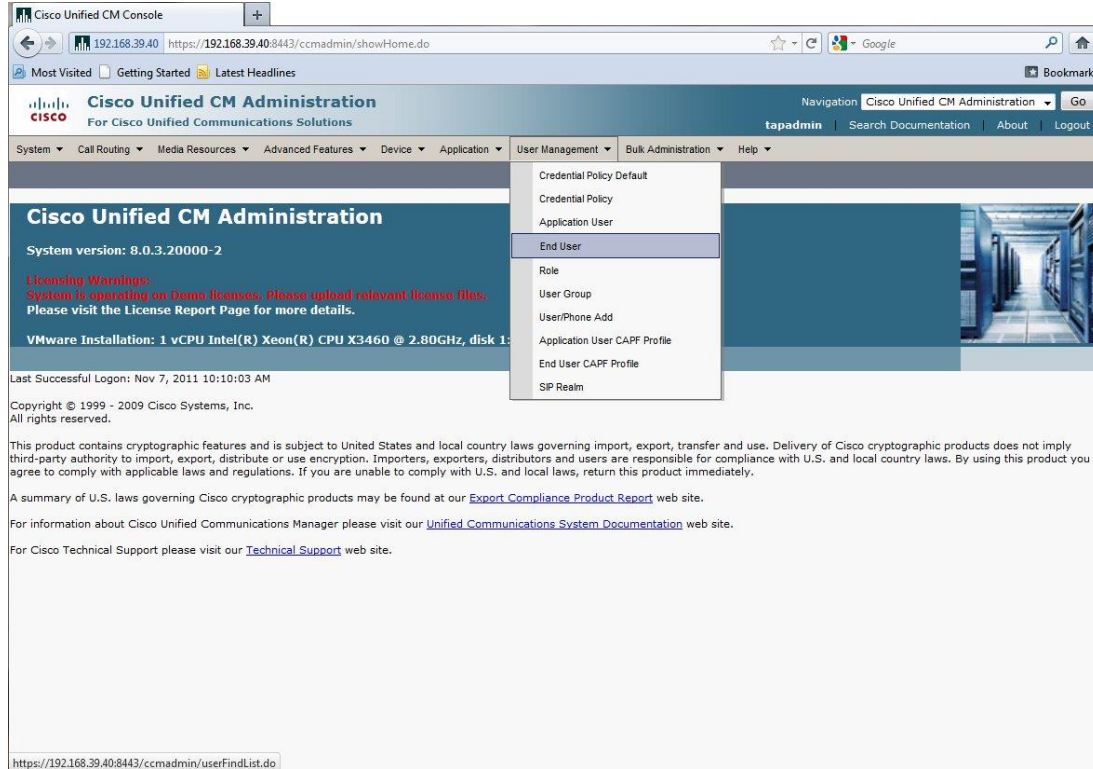 Cisco Unified CM Console
192.168.39.40 https://192.168.39.40:8443/ccmadmin/showHome.do
Google
Most Visited Getting Started Latest Headlines
Bookmark
CISCO
Cisco Unified CM Administration
For Cisco Unified Communications Solutions
Navigation Cisco Unified CM Administration Go
tapadmin | Search Documentation | About | Logout
System Call Routing Media Resources Advanced Features Device Application User Management Bulk Administration Help
Credential Policy Default
Credential Policy
Application User
End User
Role
User Group
User/Phone Add
Application User CAPF Profile
End User CAPF Profile
SIP Realm
Cisco Unified CM Administration
System version: 8.0.3.20000-2
Licensing Warnings:
System is operating on Demo licenses. Please upload relevant license files.
Please visit the License Report Page for more details.
VMware Installation: 1 vCPU Intel(R) Xeon(R) CPU X3460 @ 2.80GHz, disk 1:
Last Successful Logon: Nov 7, 2011 10:10:03 AM
Copyright © 1999 - 2009 Cisco Systems, Inc.
All rights reserved.
This product contains cryptographic features and is subject to United States and local country laws governing import, export, transfer and use. Delivery of Cisco cryptographic products does not imply
third-party authority to import, export, distribute or use encryption. Importers, exporters, distributors and users are responsible for compliance with U.S. and local country laws. By using this product you
agree to comply with applicable laws and regulations. If you are unable to comply with U.S. and local laws, return this product immediately.
A summary of U.S. laws governing Cisco cryptographic products may be found at our Export Compliance Product Report web site.
For information about Cisco Unified Communications Manager please visit our Unified Communications System Documentation web site.
For Cisco Technical Support please visit our Technical Support web site.
https://192.168.39.40:8443/ccmadmin/userFindList.do